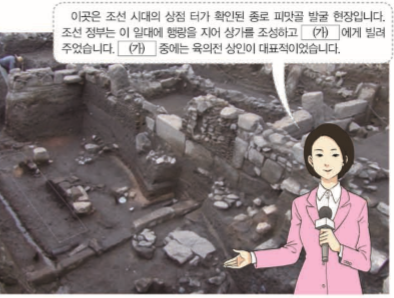 이곳은 조선 시대의 상점 터가 확인된 종로 피맛골 발굴 현장입니다.
조선 정부는 이 일대에 행랑을 지어 상가를 조성하고 (가) 에게 빌려
주었습니다. (가) 중에는 육의전 상인이 대표적이었습니다.